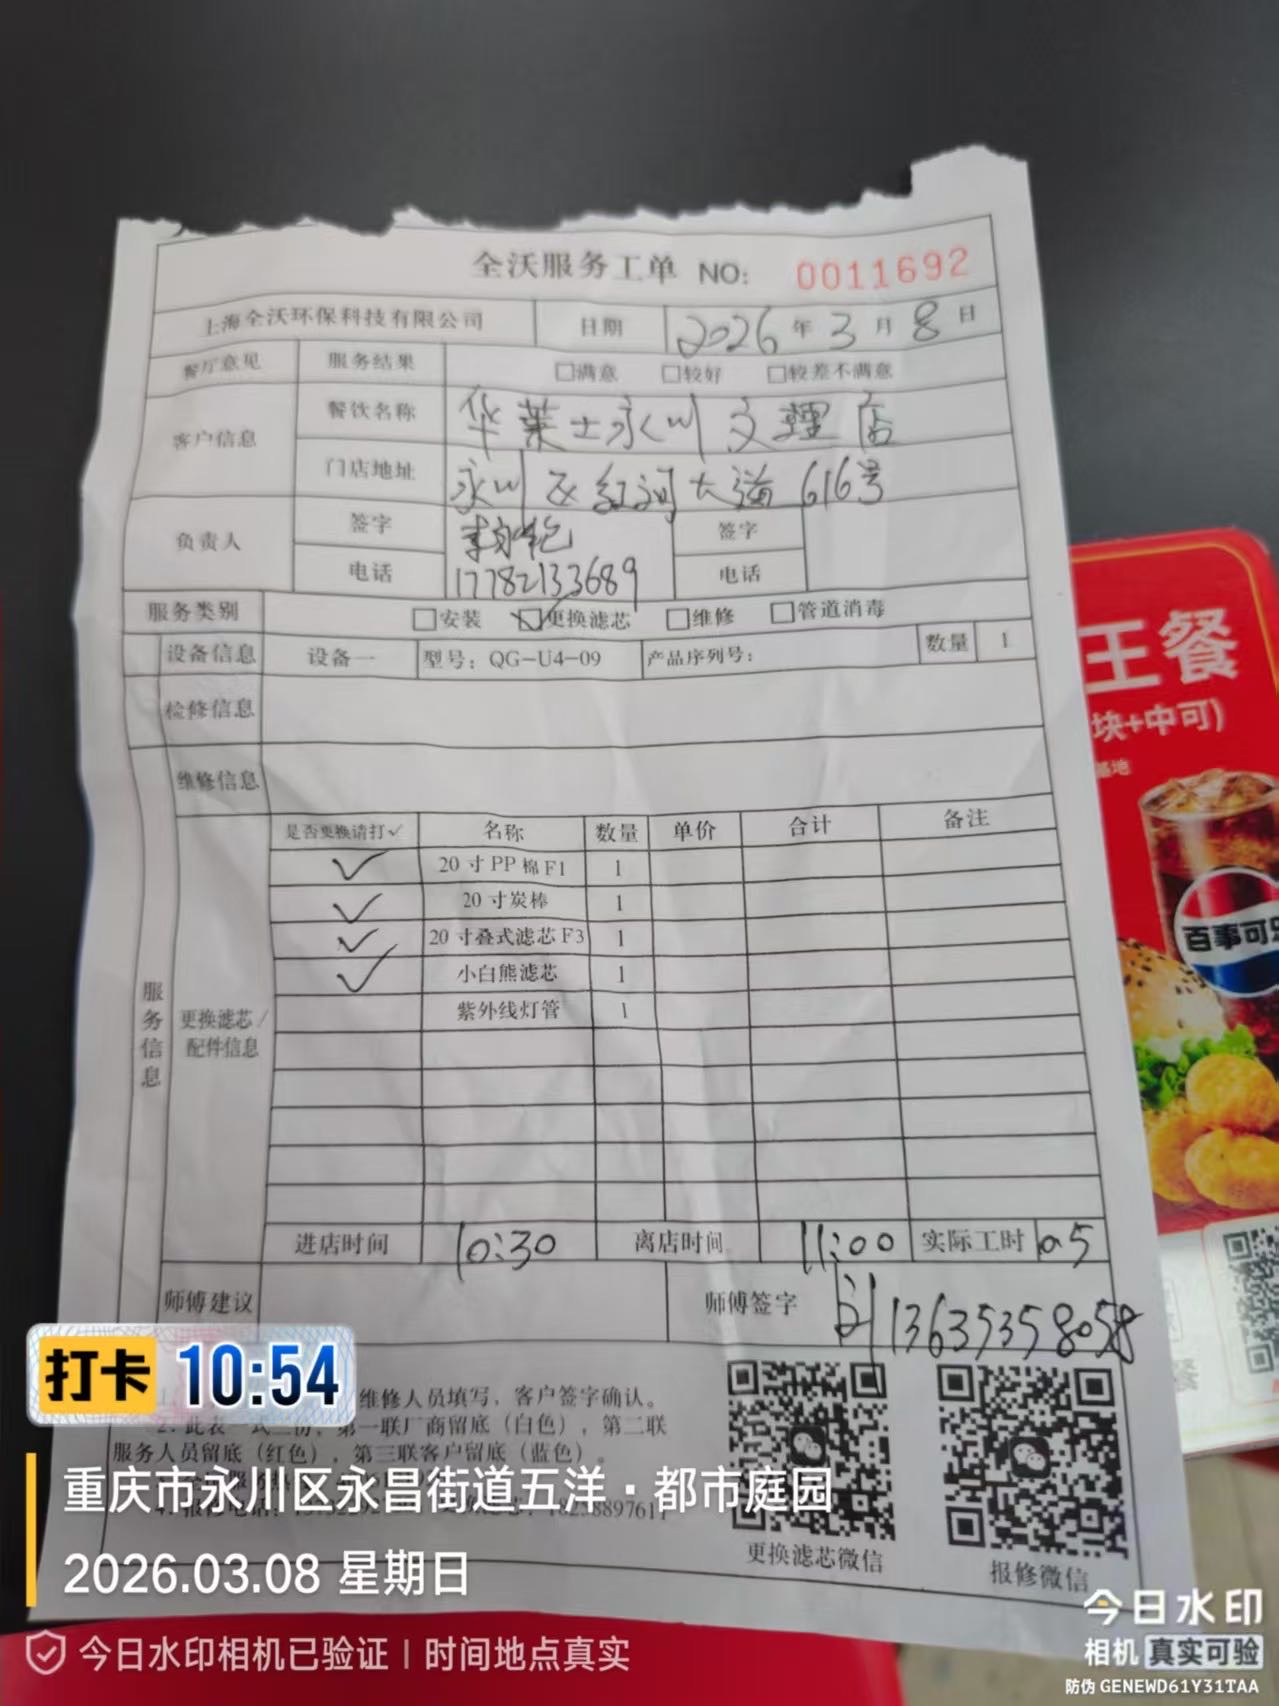 全沃服务工单 NO: 0011692
上海全沃环保科技有限公司 日期 2026年3月8日
餐厅意见 服务结果 □满意 □较好 □较差不满意
客户信息 餐饮名称 华莱士永川文理店
门店地址 永川区红河大道616号
负责人 签字 签字
电话 17782133689 电话
服务类别 □安装 ☑更换滤芯 □维修 □管道消毒
设备信息 设备一 型号: QG-U4-09 产品序列号: 数量 1
检修信息
维修信息
是否更换请打✓ 名称 数量 单价 合计 备注
✓ 20寸PP棉F1 1
✓ 20寸炭棒 1
✓ 20寸叠式滤芯F3 1
✓ 小白熊滤芯 1
紫外线灯管 1
服务信息
更换滤芯/
配件信息
进店时间 10:30 离店时间 11:00 实际工时 0.5
师傅建议 师傅签字 13635358058
维修人员填写，客户签字确认。
2.此表一式三份，第一联厂商留底（白色），第二联
服务人员留底（红色），第三联客户留底（蓝色）。
更换滤芯微信 报修微信
打卡 10:54
重庆市永川区永昌街道五洋·都市庭园
2026.03.08 星期日
今日水印相机已验证 | 时间地点真实
今日水印
相机 真实可验
防伪 GENEWD61Y31TAA
王餐
块+中可)
基地
百事可乐
餐